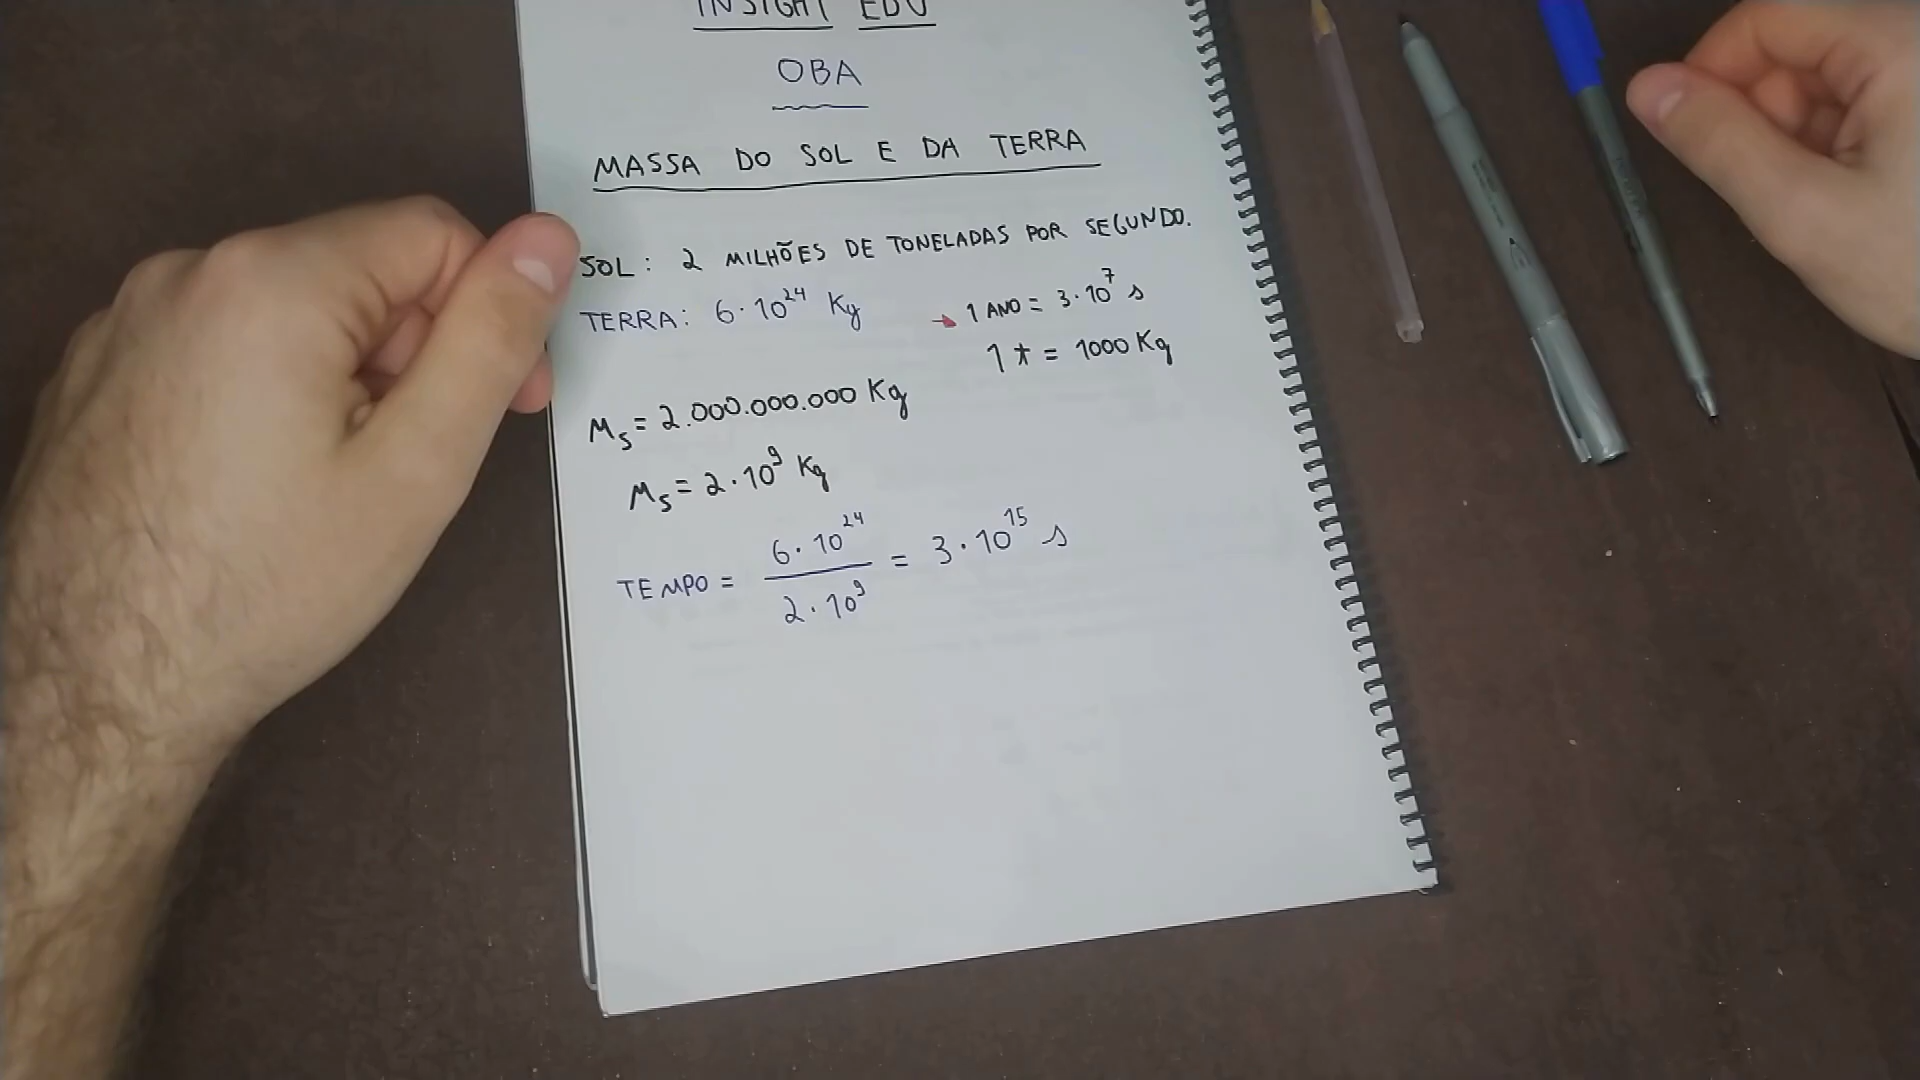 INSIGHT EDU
OBA
MASSA DO SOL E DA TERRA
SOL: 2 MILHÕES DE TONELADAS POR SEGUNDO.
TERRA: 6·10²⁴ Kg
→ 1 ANO = 3·10⁷ s
1 t = 1000 Kg
Ms = 2.000.000.000 Kg
Ms = 2·10⁹ Kg
TEMPO = 6·10²⁴ / 2·10⁹ = 3·10¹⁵ s